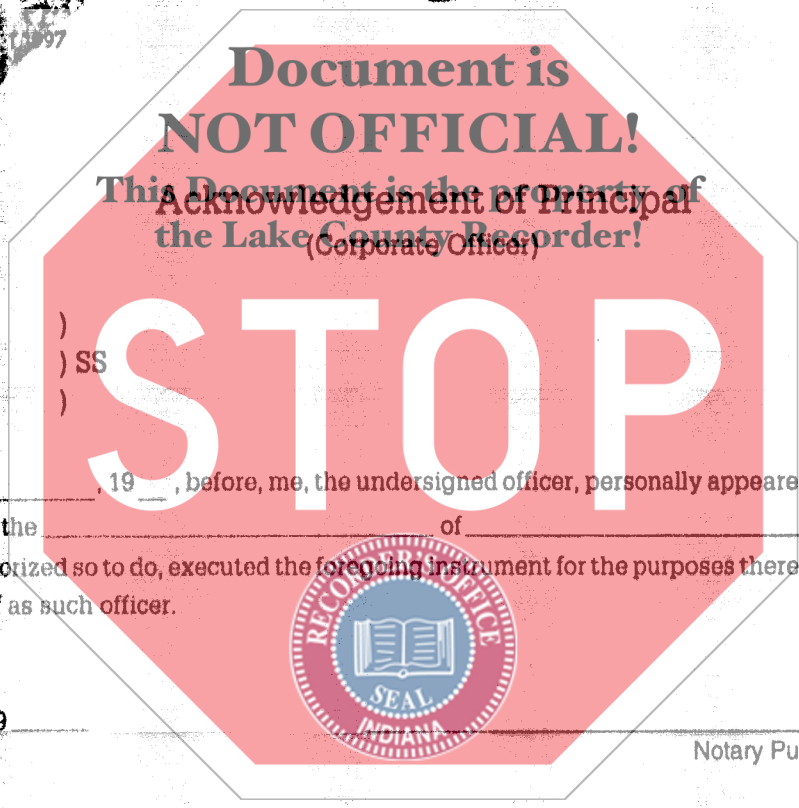 1997
Document is
NOT OFFICIAL!
This Document is the property of
Acknowledgement of Principal
the Lake County Recorder!
(Corporate Officer)
)
) SS
)
STOP
, 19 , before, me, the undersigned officer, personally appeare
the of
orized so to do, executed the foregoing instrument for the purposes there
as such officer.
RECORDER'S OFFICE
SEAL
INDIANA
9
Notary Pu